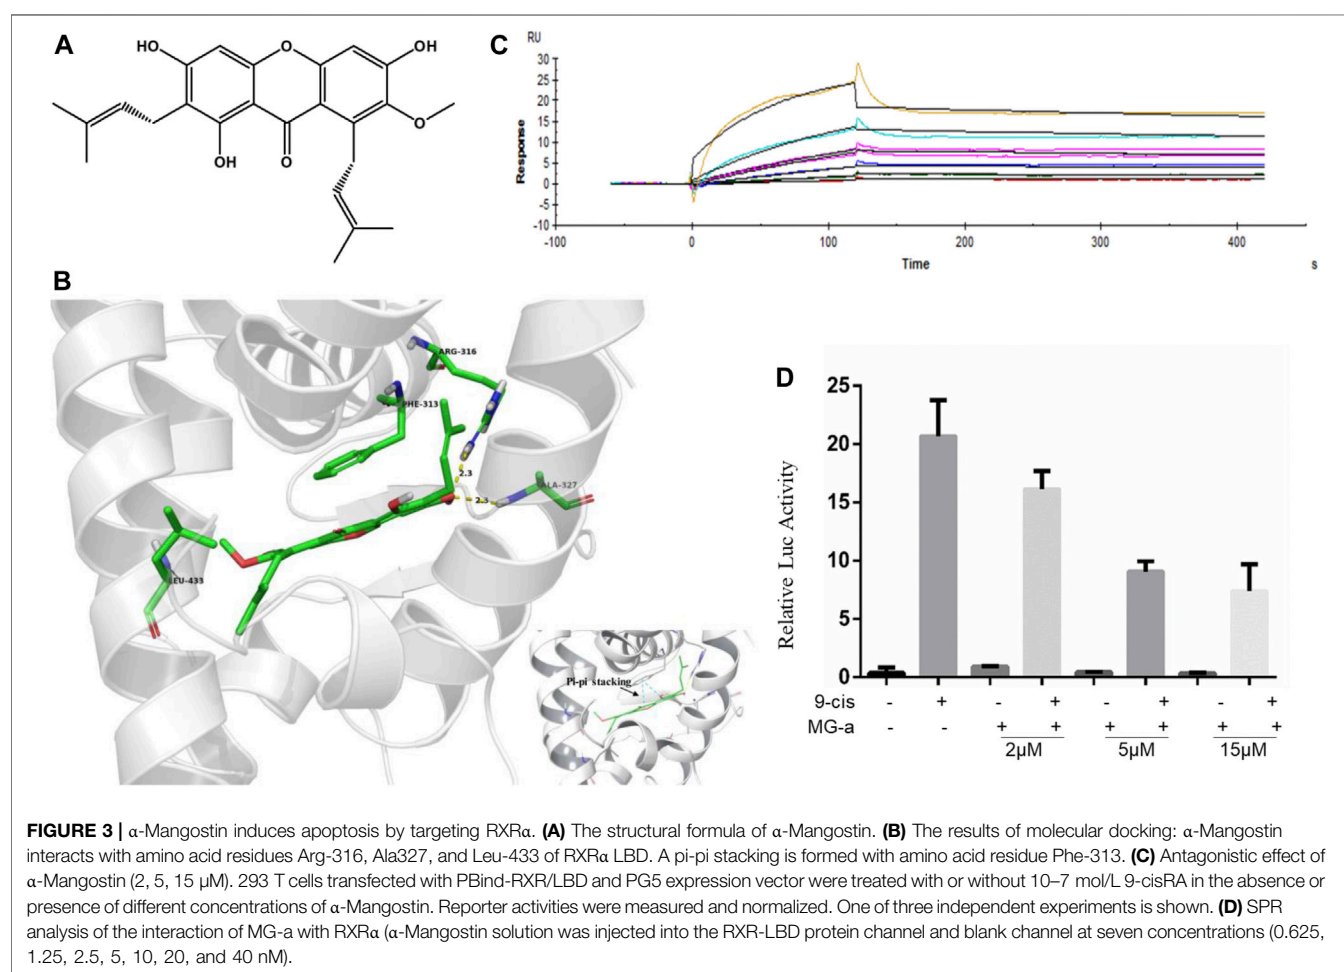 A
HO
O
OH
OH
O
O
C
RU
30
25
20
15
10
5
0
-5
-10
Response
-100
0
100
200
300
400
Time
s
B
ARG-316
PHE-313
2.3
2.3
ALA-327
LEU-433
Pi-pi stacking
D
25
20
15
10
5
0
Relative Luc Activity
9-cis - + - + - + - +
MG-a - - + + + + + +
2µM 5µM 15µM
FIGURE 3 | α-Mangostin induces apoptosis by targeting RXRα. (A) The structural formula of α-Mangostin. (B) The results of molecular docking: α-Mangostin
interacts with amino acid residues Arg-316, Ala327, and Leu-433 of RXRα LBD. A pi-pi stacking is formed with amino acid residue Phe-313. (C) Antagonistic effect of
α-Mangostin (2, 5, 15 µM). 293 T cells transfected with PBind-RXR/LBD and PG5 expression vector were treated with or without 10–7 mol/L 9-cisRA in the absence or
presence of different concentrations of α-Mangostin. Reporter activities were measured and normalized. One of three independent experiments is shown. (D) SPR
analysis of the interaction of MG-a with RXRα (α-Mangostin solution was injected into the RXR-LBD protein channel and blank channel at seven concentrations (0.625,
1.25, 2.5, 5, 10, 20, and 40 nM).